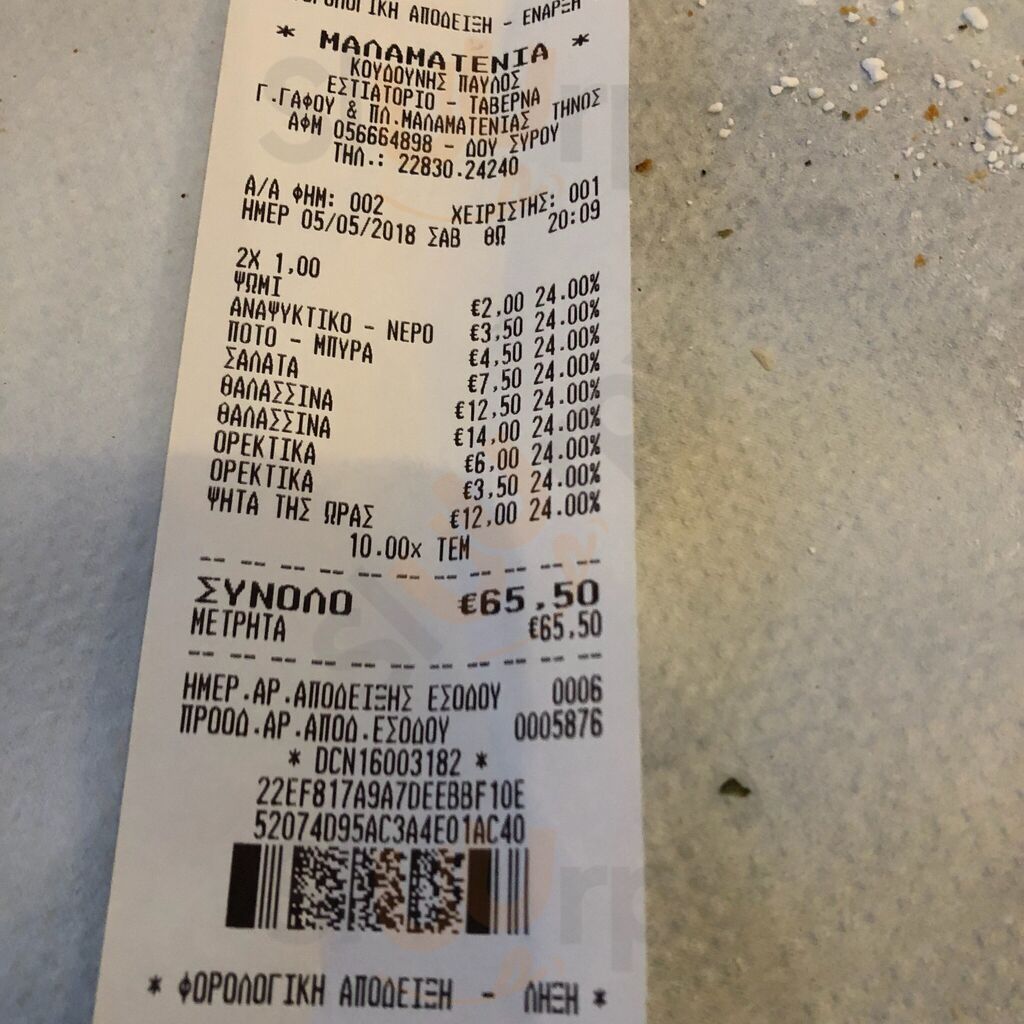 ΦΟΡΟΛΟΓΙΚΗ ΑΠΟΔΕΙΞΗ - ΕΝΑΡΞΗ
* ΜΑΛΑΜΑΤΕΝΙΑ *
ΚΟΥΔΟΥΝΗΣ ΠΑΥΛΟΣ
ΕΣΤΙΑΤΟΡΙΟ - ΤΑΒΕΡΝΑ
Γ.ΓΑΦΟΥ & ΠΛ.ΜΑΛΑΜΑΤΕΝΙΑΣ ΤΗΝΟΣ
ΑΦΜ 056664898 - ΔΟΥ ΣΥΡΟΥ
ΤΗΛ.: 22830.24240
Α/Α ΦΗΜ: 002 ΧΕΙΡΙΣΤΗΣ: 001
ΗΜΕΡ 05/05/2018 ΣΑΒ ΘΩ 20:09
2X 1,00
ΨΩΜΙ €2,00 24.00%
ΑΝΑΨΥΚΤΙΚΟ - ΝΕΡΟ €3,50 24.00%
ΠΟΤΟ - ΜΠΥΡΑ €4,50 24.00%
ΣΑΛΑΤΑ €7,50 24.00%
ΘΑΛΑΣΣΙΝΑ €12,50 24.00%
ΘΑΛΑΣΣΙΝΑ €14,00 24.00%
ΟΡΕΚΤΙΚΑ €6,00 24.00%
ΟΡΕΚΤΙΚΑ €3,50 24.00%
ΨΗΤΑ ΤΗΣ ΩΡΑΣ €12,00 24.00%
10.00x ΤΕΜ
ΣΥΝΟΛΟ €65,50
ΜΕΤΡΗΤΑ €65,50
ΗΜΕΡ.ΑΡ.ΑΠΟΔΕΙΞΗΣ ΕΣΟΔΟΥ 0006
ΠΡΟΟΔ.ΑΡ.ΑΠΟΔ.ΕΣΟΔΟΥ 0005876
* DCN16003182 *
22EF817A9A7DEEBBF10E
52074D95AC3A4E01AC40
* ΦΟΡΟΛΟΓΙΚΗ ΑΠΟΔΕΙΞΗ - ΛΗΞΗ *